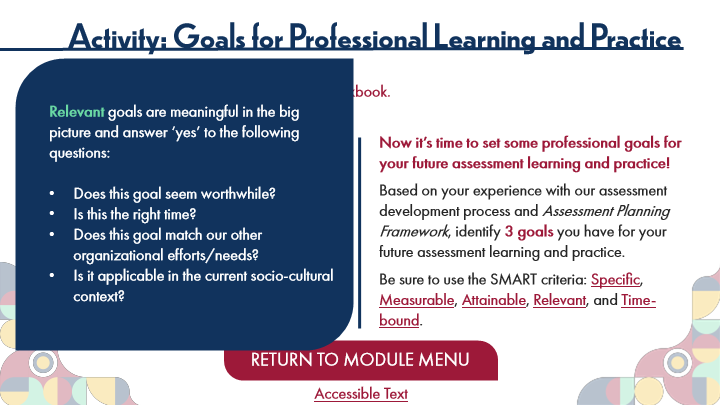 Activity: Goals for Professional Learning and Practice
kbook.
Relevant goals are meaningful in the big
picture and answer ‘yes’ to the following
questions:
• Does this goal seem worthwhile?
• Is this the right time?
• Does this goal match our other
organizational efforts/needs?
• Is it applicable in the current socio-cultural
context?
Now it’s time to set some professional goals for
your future assessment learning and practice!
Based on your experience with our assessment
development process and Assessment Planning
Framework, identify 3 goals you have for your
future assessment learning and practice.
Be sure to use the SMART criteria: Specific,
Measurable, Attainable, Relevant, and Time-
bound.
RETURN TO MODULE MENU
Accessible Text